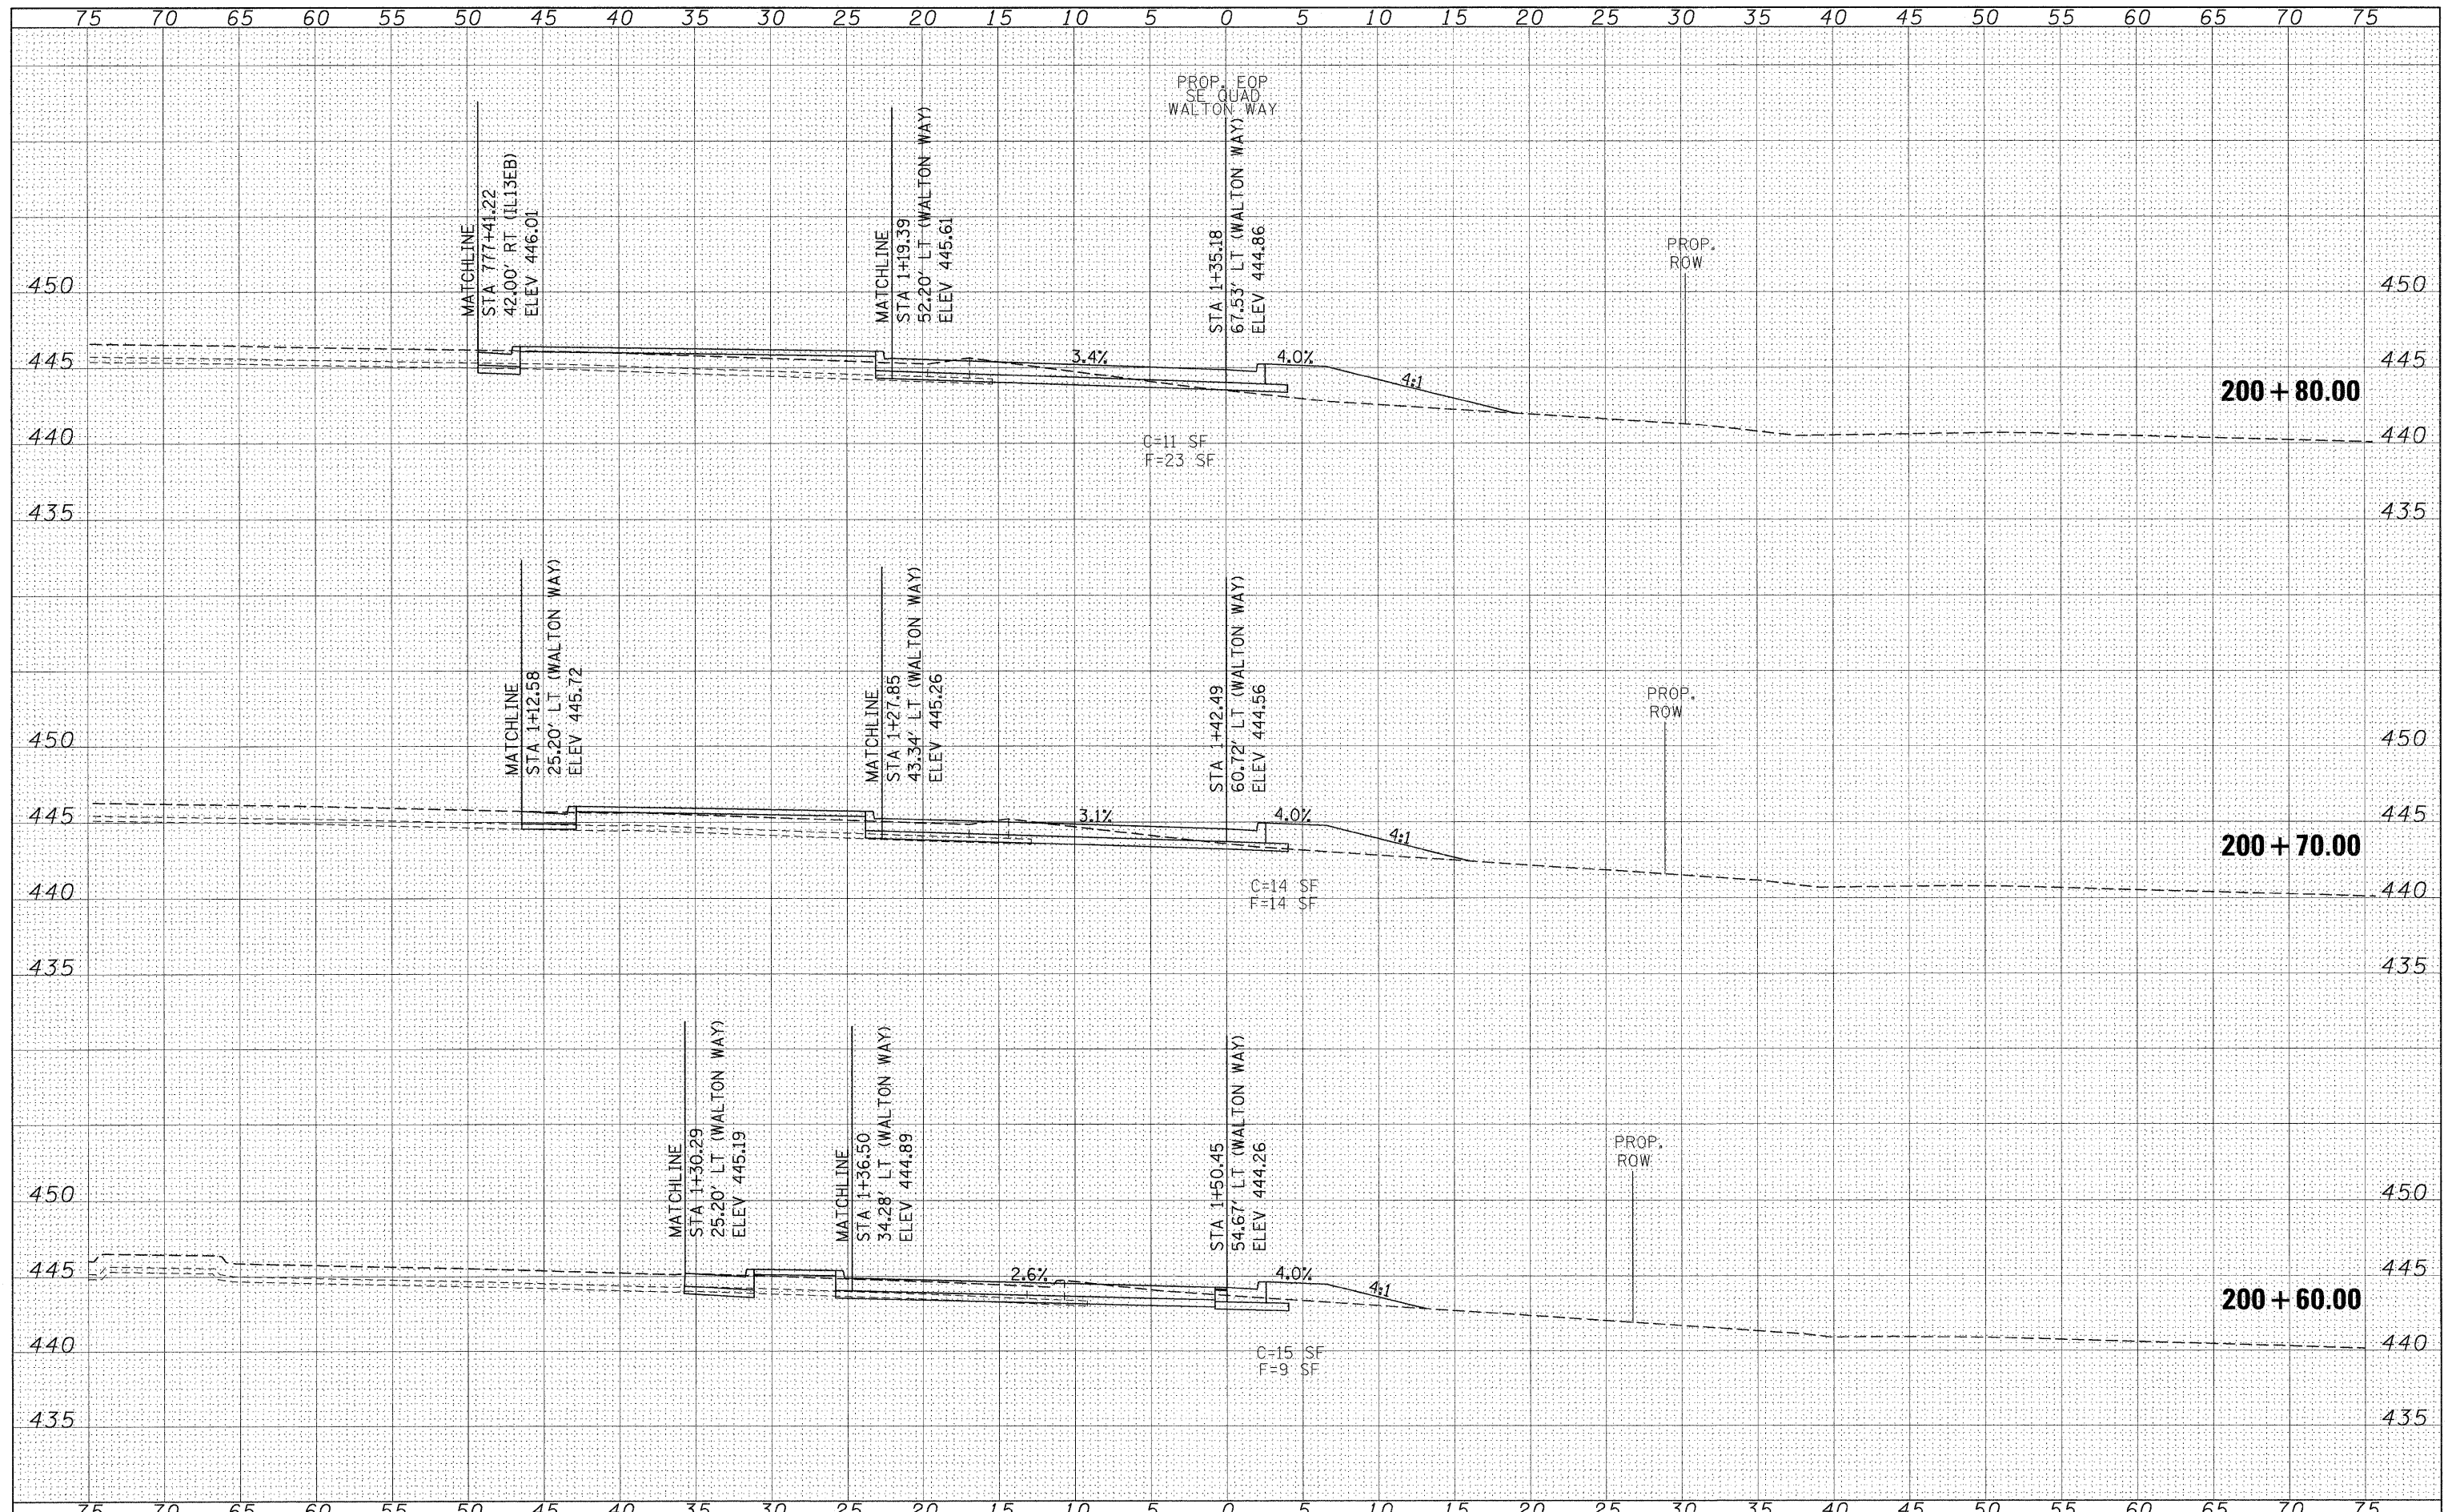 75 70 65 60 55 50 45 40 35 30 25 20 15 10 5 0 5 10 15 20 25 30 35 40 45 50 55 60 65 70 75
PROP. EOP
SE QUAD
WALTON WAY
MATCHLINE
STA 777+41.22
42.00' RT (IL13EB)
ELEV 446.01
MATCHLINE
STA 1+19.39
52.20' LT (WALTON WAY)
ELEV 445.61
STA 1+35.18
67.53' LT (WALTON WAY)
ELEV 444.86
PROP.
ROW
450 450
445 3.4% 4.0% 445
4:1
200+80.00
440 C=11 SF 440
F=23 SF
435 435
MATCHLINE
STA 1+12.58
25.20' LT (WALTON WAY)
ELEV 445.72
MATCHLINE
STA 1+27.85
43.34' LT (WALTON WAY)
ELEV 445.26
STA 1+42.49
60.72' LT (WALTON WAY)
ELEV 444.56
PROP.
ROW
450 450
445 3.1% 4.0% 445
4:1
200+70.00
440 C=14 SF 440
F=14 SF
435 435
MATCHLINE
STA 1+30.29
25.20' LT (WALTON WAY)
ELEV 445.19
MATCHLINE
STA 1+36.50
34.28' LT (WALTON WAY)
ELEV 444.89
STA 1+50.45
54.67' LT (WALTON WAY)
ELEV 444.26
PROP.
ROW
450 450
445 2.6% 4.0% 445
4:1
200+60.00
440 C=15 SF 440
F=9 SF
435 435
75 70 65 60 55 50 45 40 35 30 25 20 15 10 5 0 5 10 15 20 25 30 35 40 45 50 55 60 65 70 75